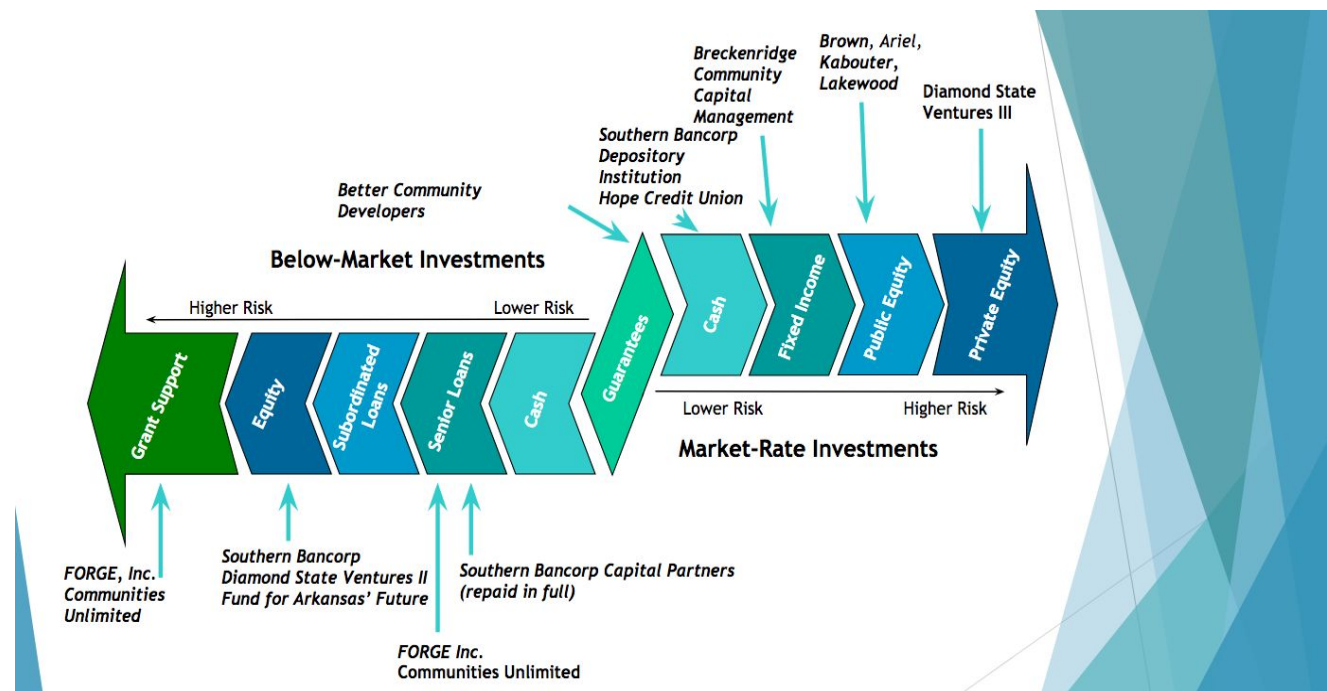 Breckenridge
Community
Capital
Management
Brown, Ariel,
Kabouter,
Lakewood
Diamond State
Ventures III
Southern Bancorp
Depository
Institution
Hope Credit Union
Better Community
Developers
Below-Market Investments
Higher Risk
Lower Risk
Grant Support
Equity
Subordinated
Loans
Senior Loans
Cash
Guarantees
Cash
Fixed Income
Public Equity
Private Equity
Lower Risk
Higher Risk
Market-Rate Investments
FORGE, Inc.
Communities
Unlimited
Southern Bancorp
Diamond State Ventures II
Fund for Arkansas’ Future
Southern Bancorp Capital Partners
(repaid in full)
FORGE Inc.
Communities Unlimited